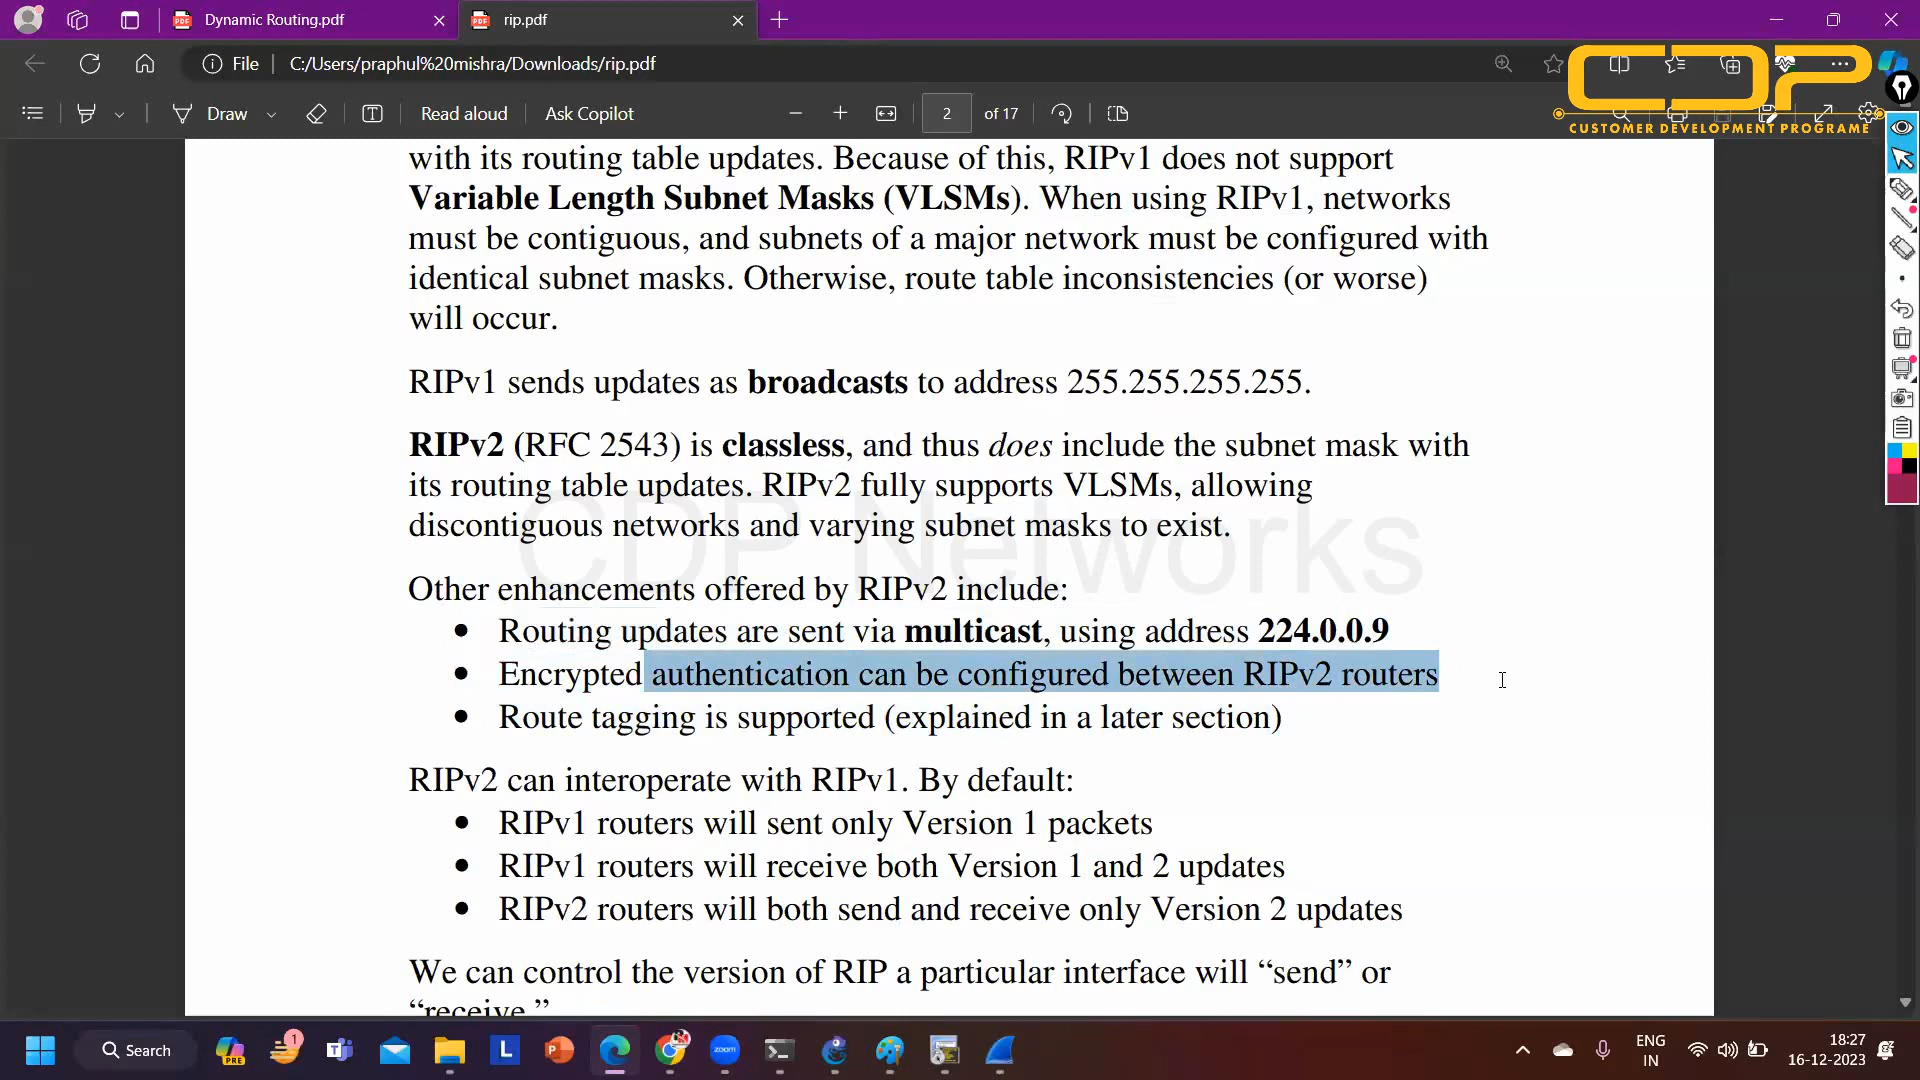 Dynamic Routing.pdf
rip.pdf
File
C:/Users/praphul%20mishra/Downloads/rip.pdf
CDP
CUSTOMER DEVELOPMENT PROGRAME
Draw
Read aloud
Ask Copilot
2
of 17
with its routing table updates. Because of this, RIPv1 does not support
Variable Length Subnet Masks (VLSMs). When using RIPv1, networks
must be contiguous, and subnets of a major network must be configured with
identical subnet masks. Otherwise, route table inconsistencies (or worse)
will occur.
RIPv1 sends updates as broadcasts to address 255.255.255.255.
RIPv2 (RFC 2543) is classless, and thus does include the subnet mask with
its routing table updates. RIPv2 fully supports VLSMs, allowing
discontiguous networks and varying subnet masks to exist.
CDP Networks
Other enhancements offered by RIPv2 include:
• Routing updates are sent via multicast, using address 224.0.0.9
• Encrypted authentication can be configured between RIPv2 routers
• Route tagging is supported (explained in a later section)
RIPv2 can interoperate with RIPv1. By default:
• RIPv1 routers will sent only Version 1 packets
• RIPv1 routers will receive both Version 1 and 2 updates
• RIPv2 routers will both send and receive only Version 2 updates
We can control the version of RIP a particular interface will “send” or
“receive.”
Search
PRE
1
L
zoom
ENG
IN
18:27
16-12-2023